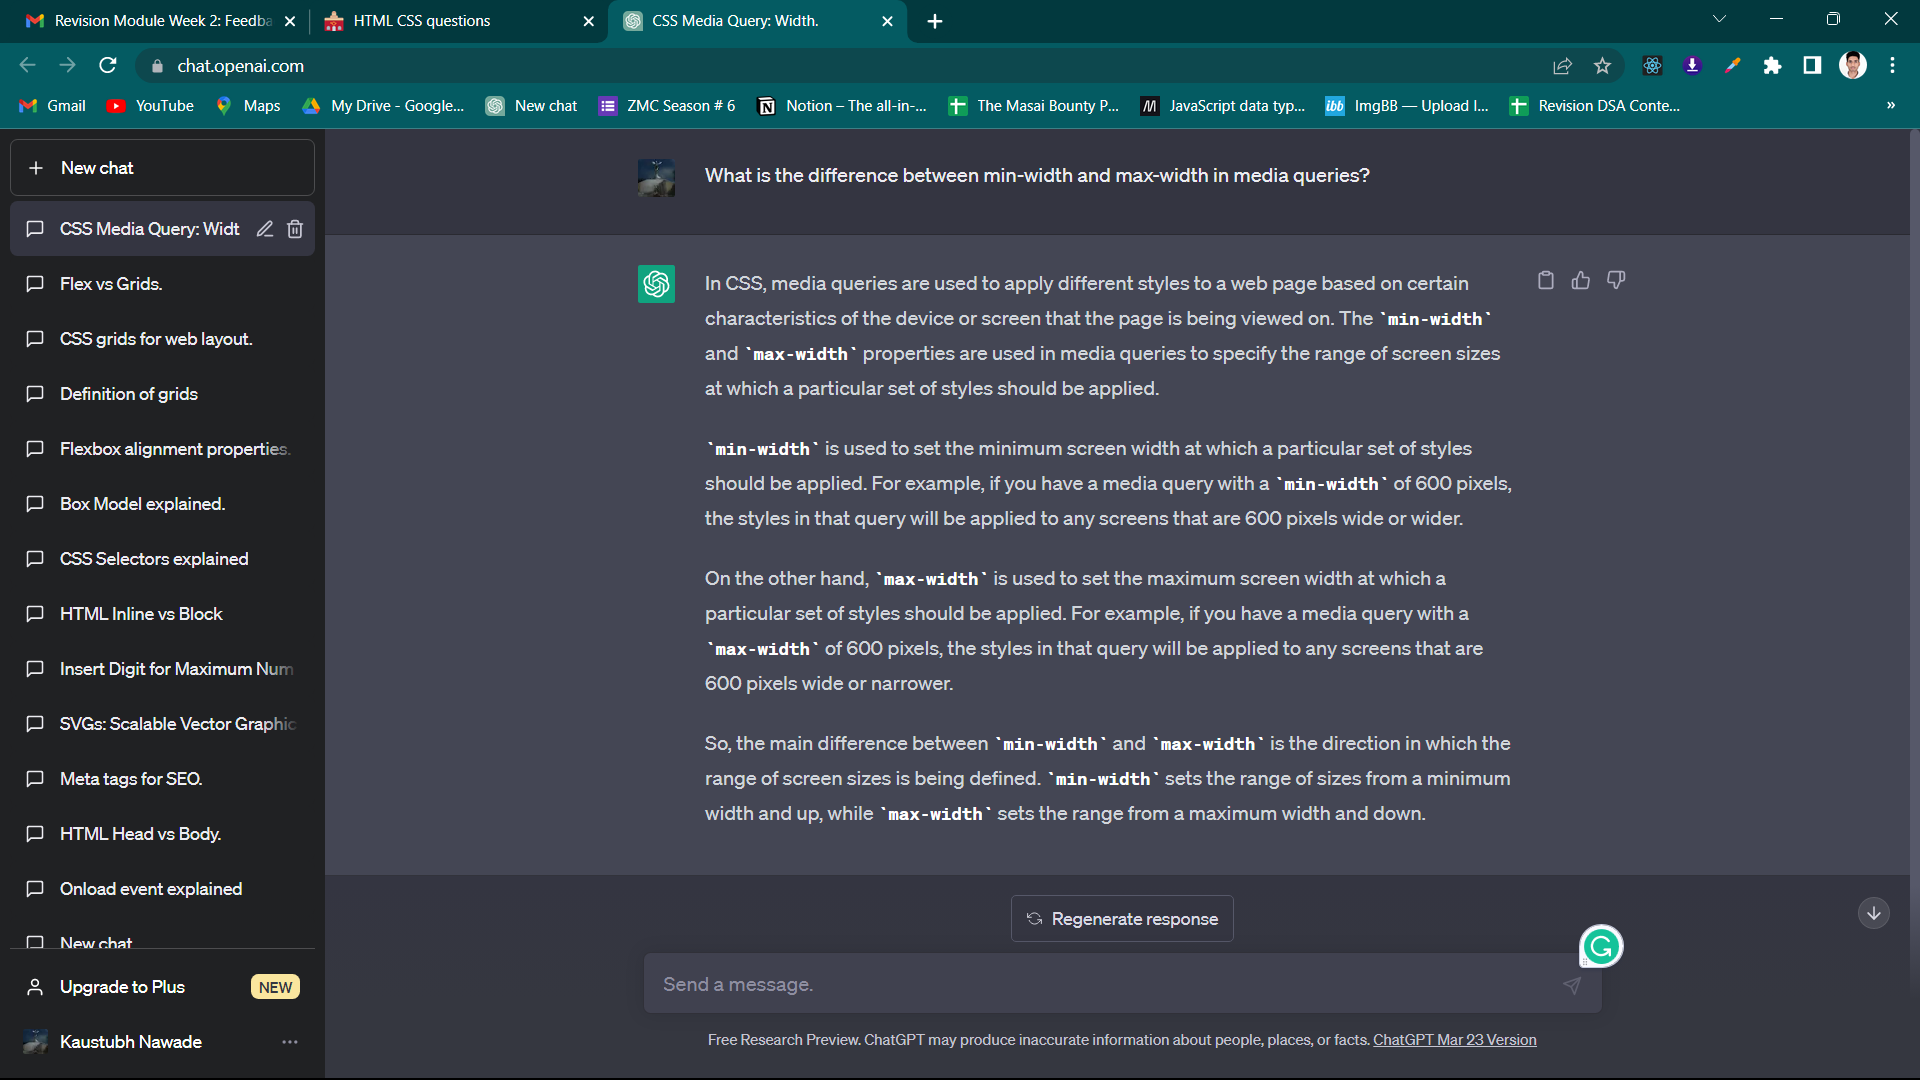 Revision Module Week 2: Feedba
HTML CSS questions
CSS Media Query: Width.
chat.openai.com
Gmail
YouTube
Maps
My Drive - Google...
New chat
ZMC Season # 6
Notion – The all-in-...
The Masai Bounty P...
JavaScript data typ...
ibb
ImgBB — Upload I...
Revision DSA Conte...
»
New chat
CSS Media Query: Widt
Flex vs Grids.
CSS grids for web layout.
Definition of grids
Flexbox alignment properties.
Box Model explained.
CSS Selectors explained
HTML Inline vs Block
Insert Digit for Maximum Num
SVGs: Scalable Vector Graphic
Meta tags for SEO.
HTML Head vs Body.
Onload event explained
New chat
Upgrade to Plus
NEW
Kaustubh Nawade
What is the difference between min-width and max-width in media queries?
In CSS, media queries are used to apply different styles to a web page based on certain
characteristics of the device or screen that the page is being viewed on. The `min-width`
and `max-width` properties are used in media queries to specify the range of screen sizes
at which a particular set of styles should be applied.
`min-width` is used to set the minimum screen width at which a particular set of styles
should be applied. For example, if you have a media query with a `min-width` of 600 pixels,
the styles in that query will be applied to any screens that are 600 pixels wide or wider.
On the other hand, `max-width` is used to set the maximum screen width at which a
particular set of styles should be applied. For example, if you have a media query with a
`max-width` of 600 pixels, the styles in that query will be applied to any screens that are
600 pixels wide or narrower.
So, the main difference between `min-width` and `max-width` is the direction in which the
range of screen sizes is being defined. `min-width` sets the range of sizes from a minimum
width and up, while `max-width` sets the range from a maximum width and down.
Regenerate response
Send a message.
Free Research Preview. ChatGPT may produce inaccurate information about people, places, or facts. ChatGPT Mar 23 Version